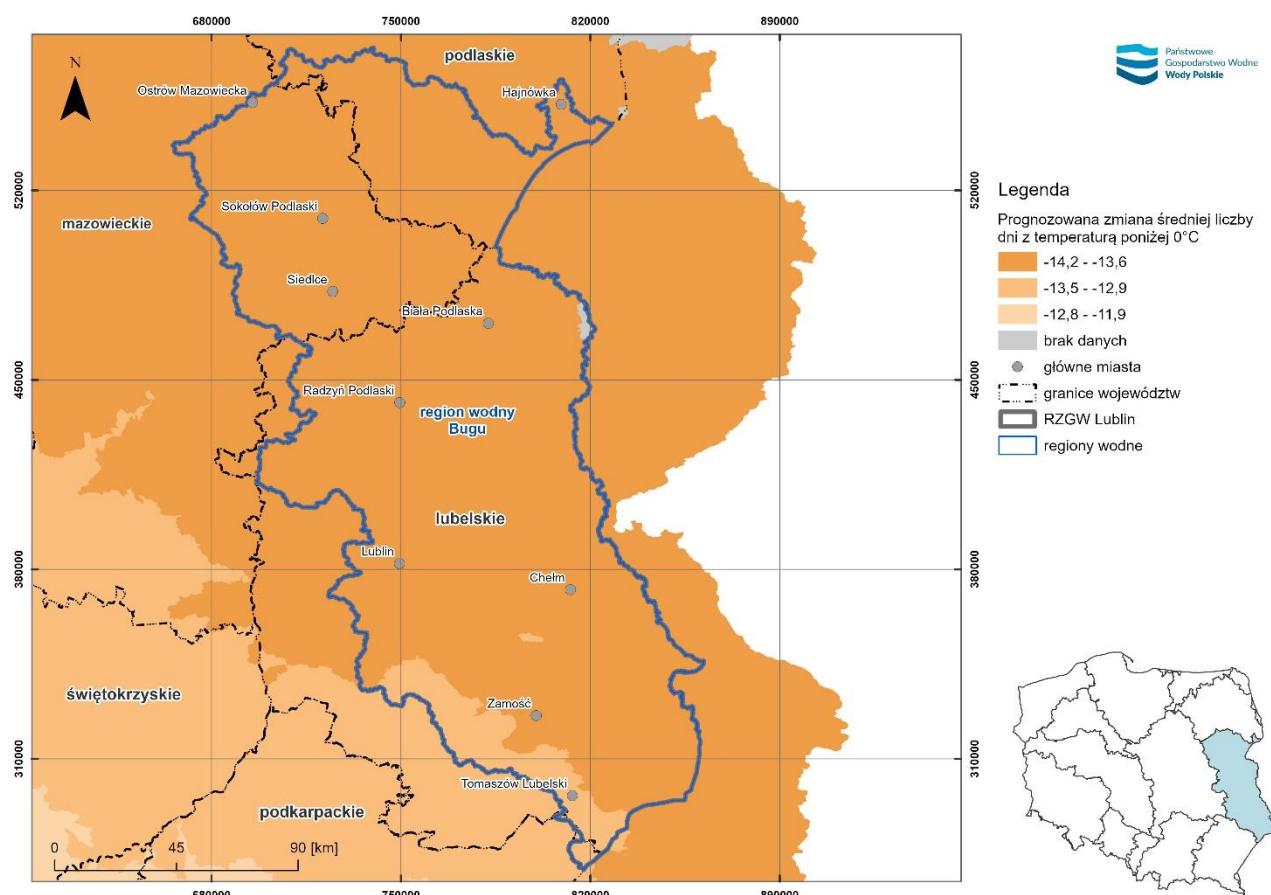 680000 750000 820000 890000
podlaskie
N
Ostrów Mazowiecka
Hajnówka
520000 520000
mazowieckie
Sokołów Podlaski
Siedlce
Biała Podlaska
450000 450000
Radzyń Podlaski
region wodny
Bugu
lubelskie
Lublin
Chełm
380000 380000
świętokrzyskie
Zamość
310000 310000
Tomaszów Lubelski
podkarpackie
0 45 90 [km]
680000 750000 820000 890000
Państwowe
Gospodarstwo Wodne
Wody Polskie
Legenda
Prognozowana zmiana średniej liczby
dni z temperaturą poniżej 0°C
-14,2 - -13,6
-13,5 - -12,9
-12,8 - -11,9
brak danych
główne miasta
granice województw
RZGW Lublin
regiony wodne